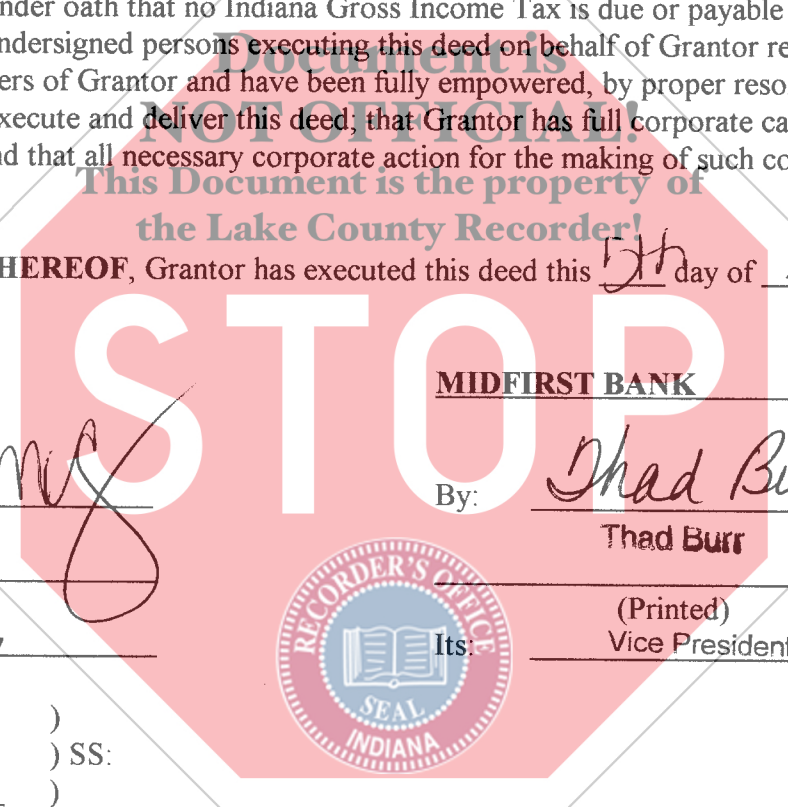 nder oath that no Indiana Gross Income Tax is due or payable
ndersigned persons executing this deed on behalf of Grantor re
Document is
ers of Grantor and have been fully empowered, by proper reso
NOT OFFICIAL!
xecute and deliver this deed; that Grantor has full corporate ca
nd that all necessary corporate action for the making of such co
This Document is the property of
the Lake County Recorder!
HEREOF, Grantor has executed this deed this 5th day of
STOP
MIDFIRST BANK
By: Thad Bu
Thad Burr
(Printed)
Its: Vice President
RECORDER'S OFFICE
SEAL
INDIANA
)
) SS:
)